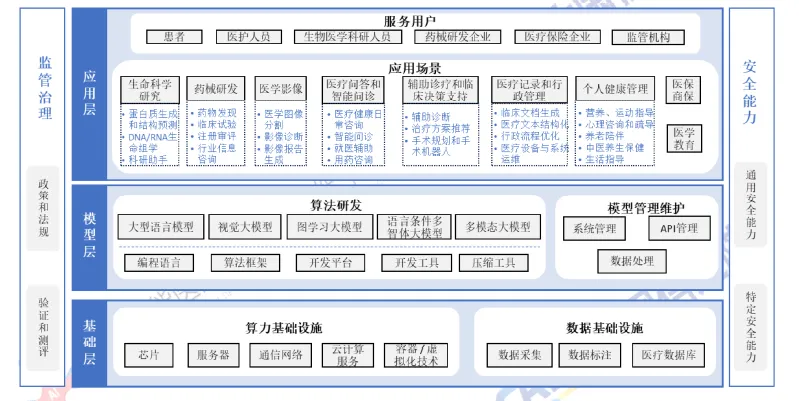 监管治理
政策和法规
验证和测评
应用层
服务用户
患者
医护人员
生物医学科研人员
药械研发企业
医疗保险企业
监管机构
应用场景
生命科学
研究
•蛋白质生成
和结构预测
•DNA/RNA生
命组学
•科研助手
药械研发
•药物发现
•临床试验
•注册审评
•行业信息
咨询
医学影像
•医学图像
分割
•影像诊断
•影像报告
生成
医疗问答和
智能问诊
•医疗健康日
常咨询
•智能问诊
•就医辅助
•用药咨询
辅助诊疗和临
床决策支持
•辅助诊断
•治疗方案推荐
•手术规划和手
术机器人
医疗记录和行
政管理
•临床文档生成
•医疗文本结构化
•行政流程优化
•医疗设备与系统
运维
个人健康管理
•营养、运动指导
•心理咨询和疏导
•养老陪伴
•中医养生保健
•生活指导
医保
商保
医学
教育
模型层
算法研发
大型语言模型
视觉大模型
图学习大模型
语言条件多
智体大模型
多模态大模型
编程语言
算法框架
开发平台
开发工具
压缩工具
模型管理维护
系统管理
API管理
数据处理
基础层
算力基础设施
芯片
服务器
通信网络
云计算
服务
容器/虚
拟化技术
数据基础设施
数据采集
数据标注
医疗数据库
安全能力
通用安全能力
特定安全能力